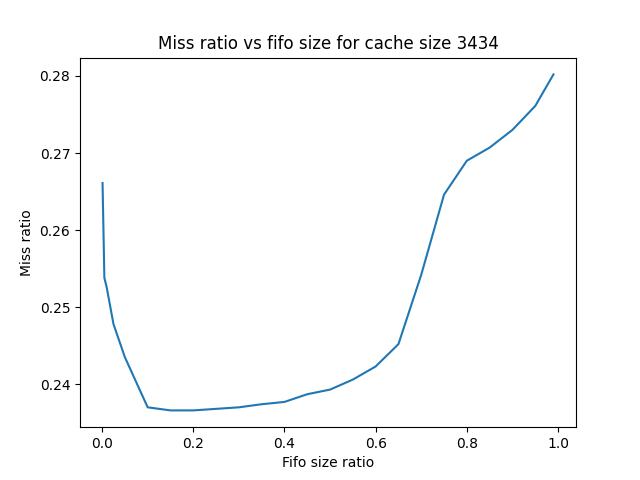 Miss ratio vs fifo size for cache size 3434
0.28
0.27
0.26
0.25
0.24
Miss ratio
0.0 0.2 0.4 0.6 0.8 1.0
Fifo size ratio